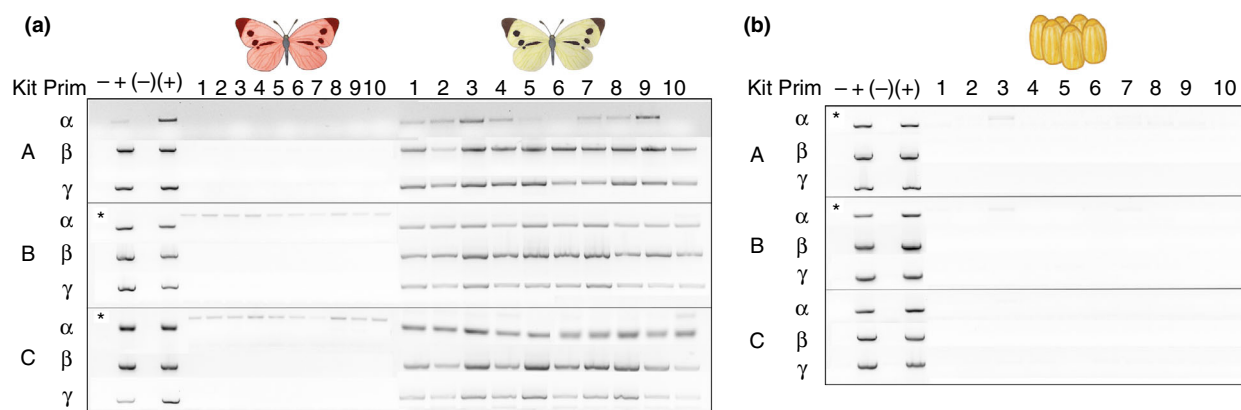 (a)
Kit Prim – + (–) (+) 1 2 3 4 5 6 7 8 9 10 1 2 3 4 5 6 7 8 9 10
α
A β
γ
* α
B β
γ
* α
C β
γ
(b)
Kit Prim – + (–) (+) 1 2 3 4 5 6 7 8 9 10
α *
A β
γ
α *
B β
γ
α
C β
γ